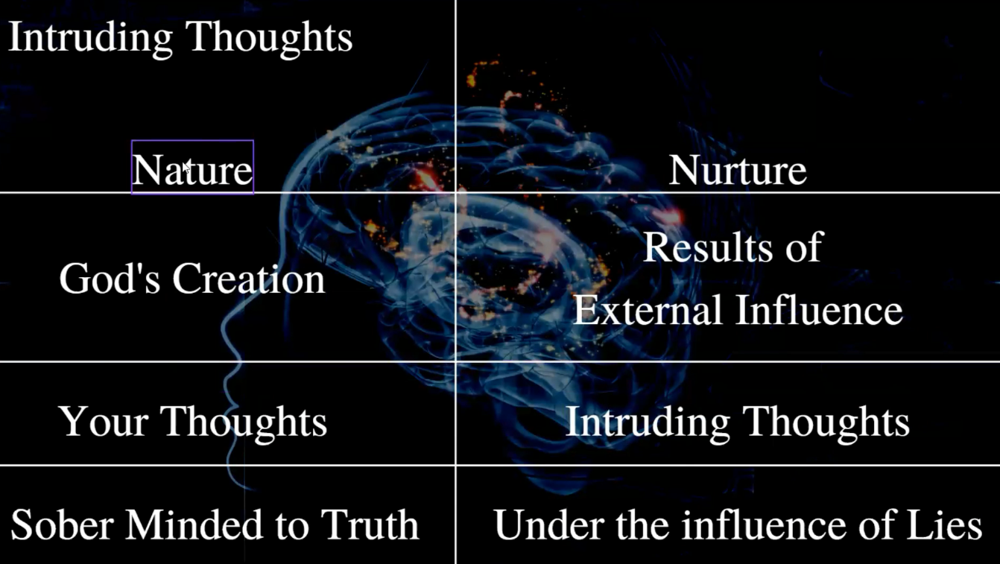 Intruding Thoughts
Nature
Nurture
God's Creation
Results of
External Influence
Your Thoughts
Intruding Thoughts
Sober Minded to Truth
Under the influence of Lies